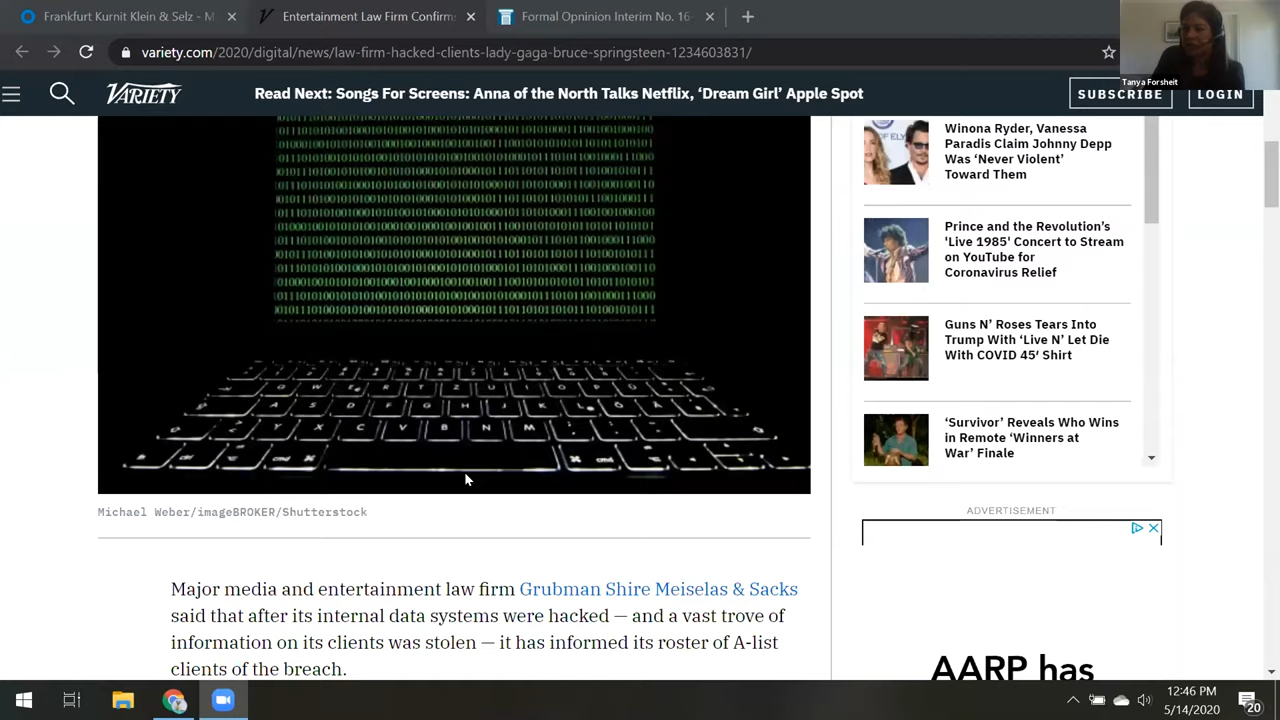 Frankfurt Kurnit Klein & Selz - M
Entertainment Law Firm Confirms
Formal Opninion Interim No. 16-
variety.com/2020/digital/news/law-firm-hacked-clients-lady-gaga-bruce-springsteen-1234603831/
Tanya Forsheit
VARIETY
Read Next: Songs For Screens: Anna of the North Talks Netflix, ‘Dream Girl’ Apple Spot
SUBSCRIBE
LOGIN
Winona Ryder, Vanessa
Paradis Claim Johnny Depp
Was ‘Never Violent’
Toward Them
Prince and the Revolution’s
'Live 1985' Concert to Stream
on YouTube for
Coronavirus Relief
Guns N’ Roses Tears Into
Trump With ‘Live N’ Let Die
With COVID 45’ Shirt
‘Survivor’ Reveals Who Wins
in Remote ‘Winners at
War’ Finale
Michael Weber/imageBROKER/Shutterstock
ADVERTISEMENT
Major media and entertainment law firm Grubman Shire Meiselas & Sacks
said that after its internal data systems were hacked — and a vast trove of
information on its clients was stolen — it has informed its roster of A-list
clients of the breach.
AARP has
12:46 PM
5/14/2020
20